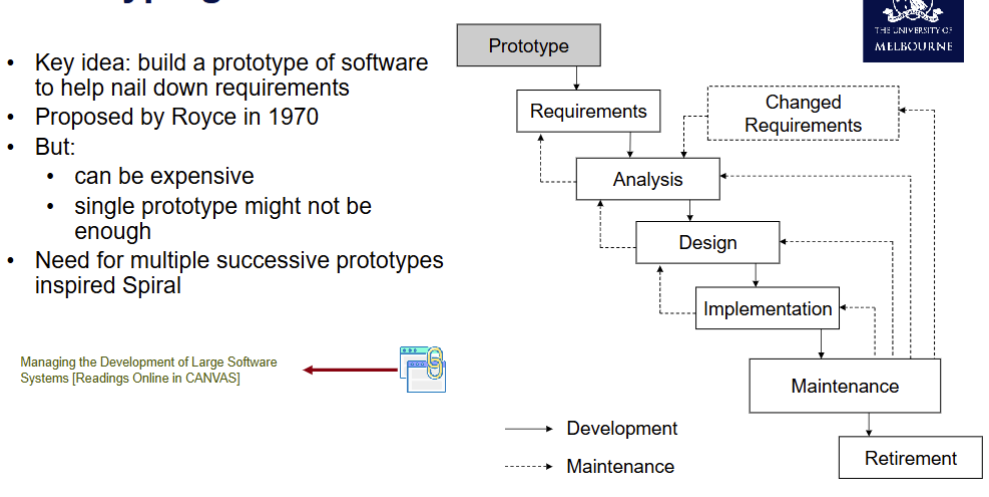 • Key idea: build a prototype of software
to help nail down requirements
• Proposed by Royce in 1970
• But:
• can be expensive
• single prototype might not be
enough
• Need for multiple successive prototypes
inspired Spiral
Managing the Development of Large Software
Systems [Readings Online in CANVAS]
THE UNIVERSITY OF
MELBOURNE
Prototype
Requirements
Changed
Requirements
Analysis
Design
Implementation
Maintenance
Retirement
Development
Maintenance